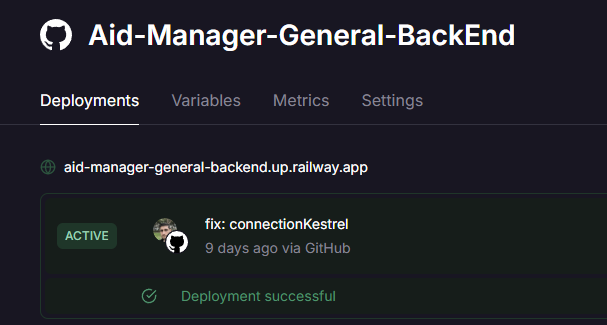 Aid-Manager-General-BackEnd
Deployments Variables Metrics Settings
aid-manager-general-backend.up.railway.app
fix: connectionKestrel
ACTIVE
9 days ago via GitHub
Deployment successful